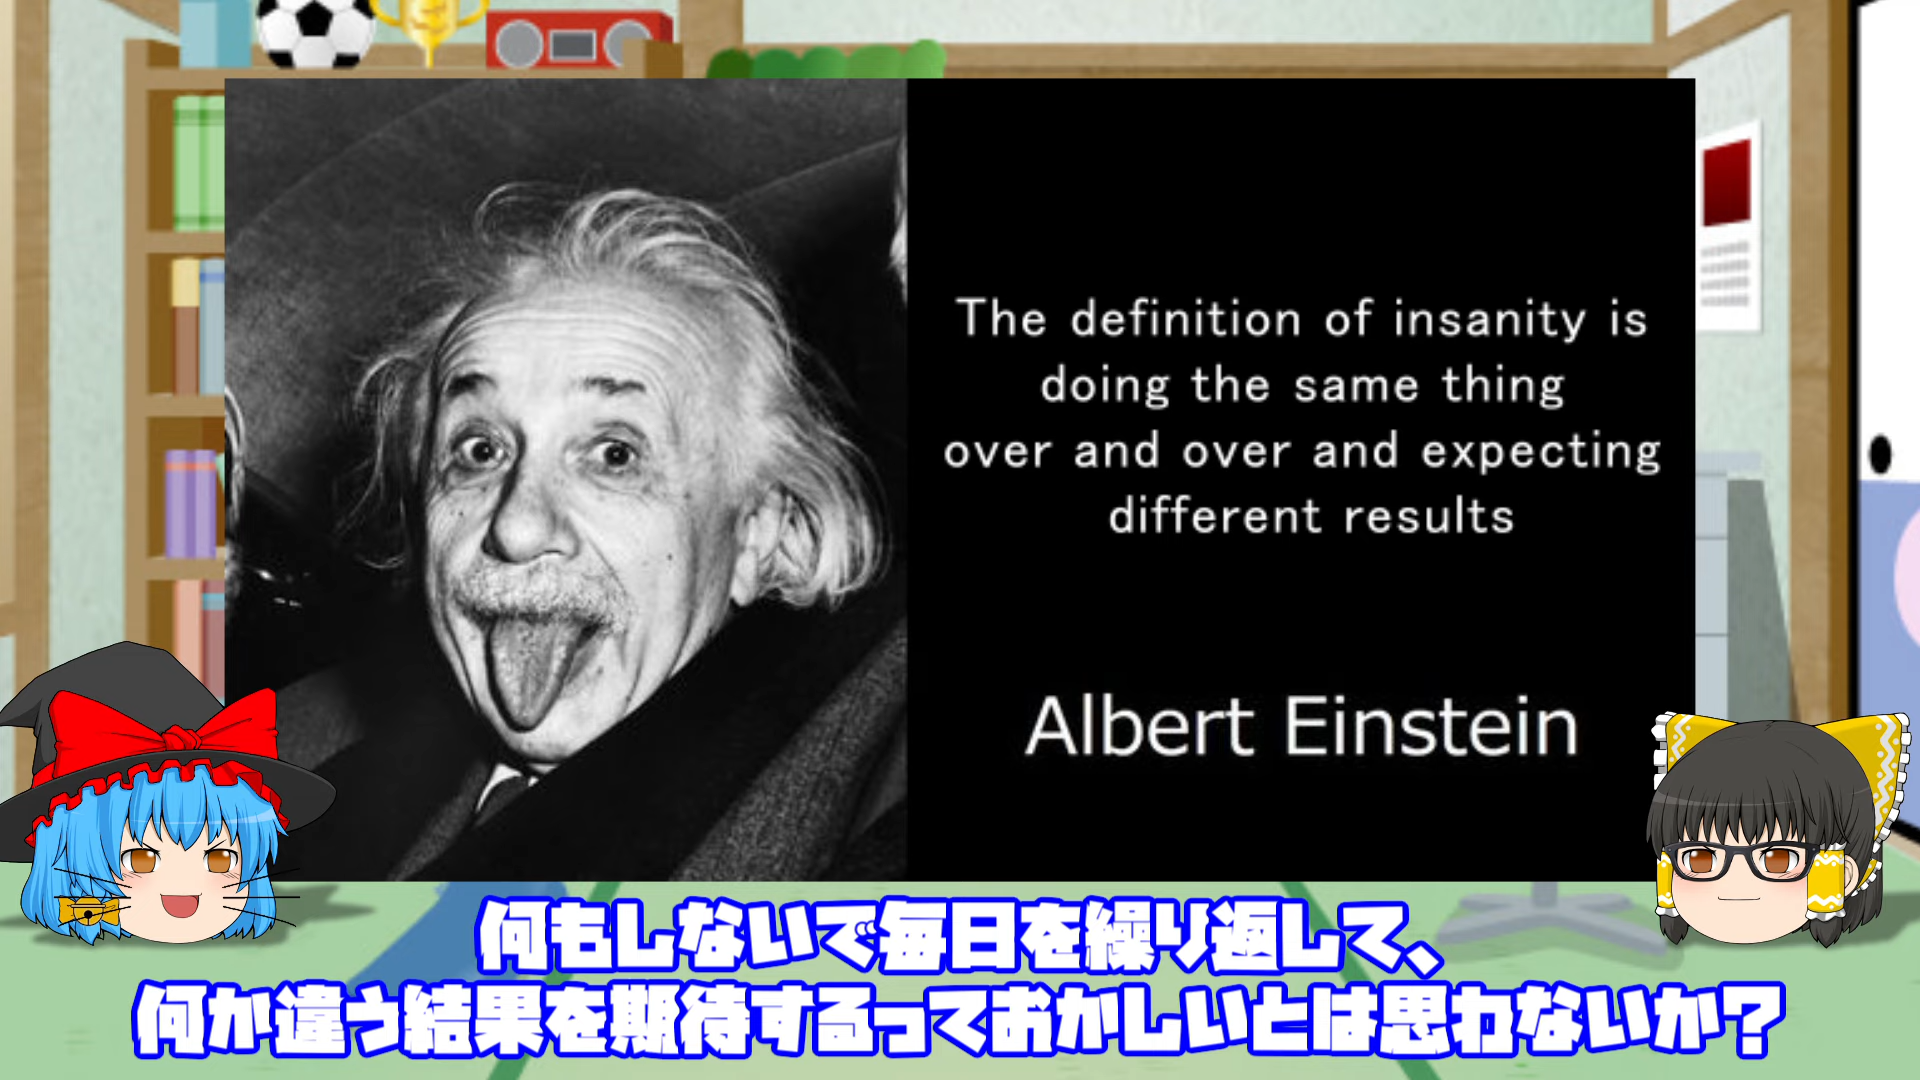 The definition of insanity is
doing the same thing
over and over and expecting
different results
Albert Einstein
何もしないで毎日を繰り返して、
何か違う結果を期待するっておかしいとは思わないか?